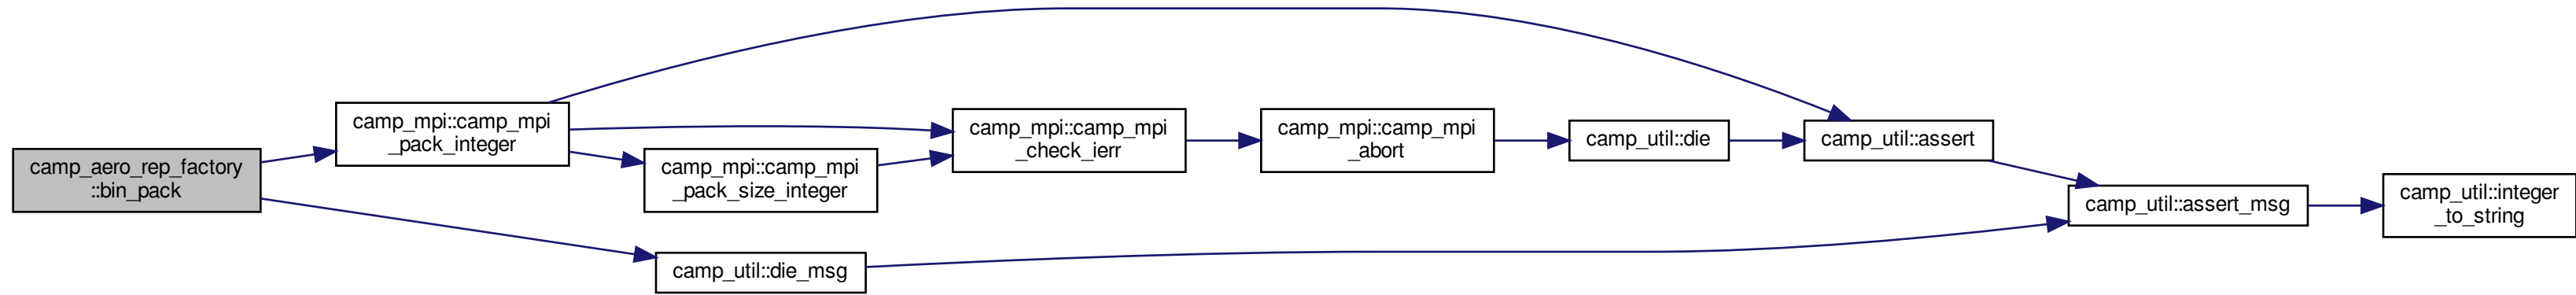 camp_aero_rep_factory
::bin_pack
camp_mpi::camp_mpi
_pack_integer
camp_mpi::camp_mpi
_pack_size_integer
camp_util::die_msg
camp_mpi::camp_mpi
_check_ierr
camp_mpi::camp_mpi
_abort
camp_util::die
camp_util::assert
camp_util::assert_msg
camp_util::integer
_to_string